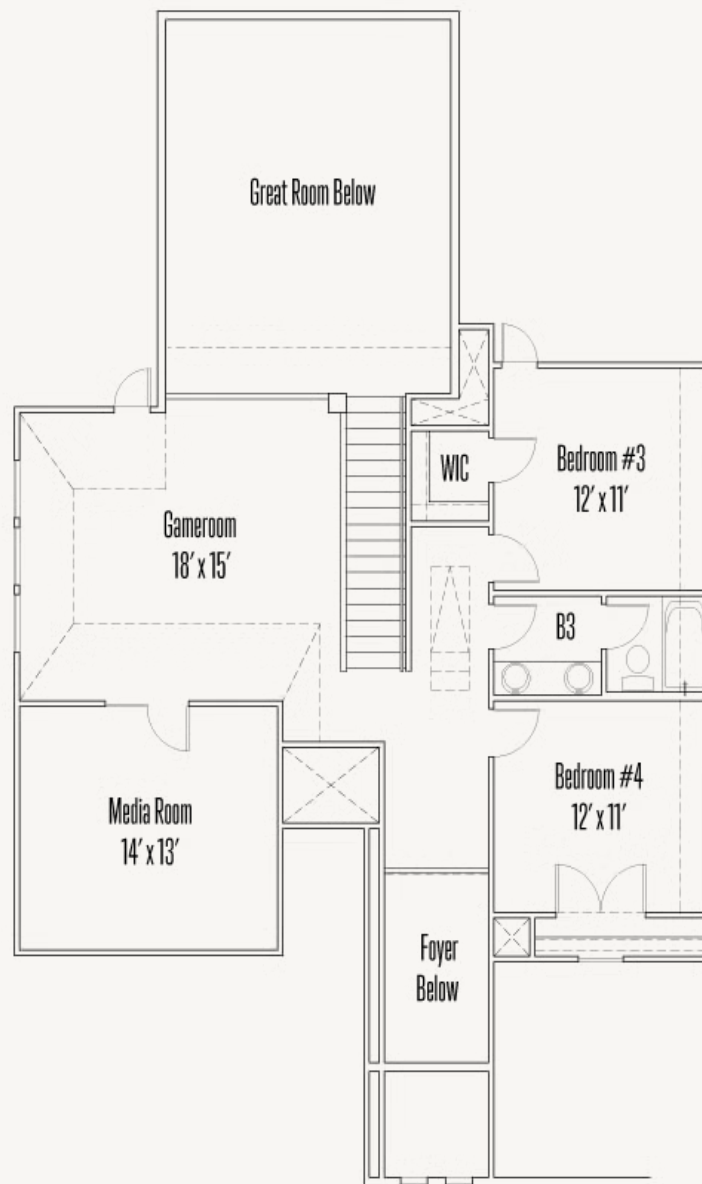 Great Room Below
WIC
Bedroom #3
12' x 11'
Gameroom
18' x 15'
B3
Media Room
14' x 13'
Bedroom #4
12' x 11'
Foyer
Below